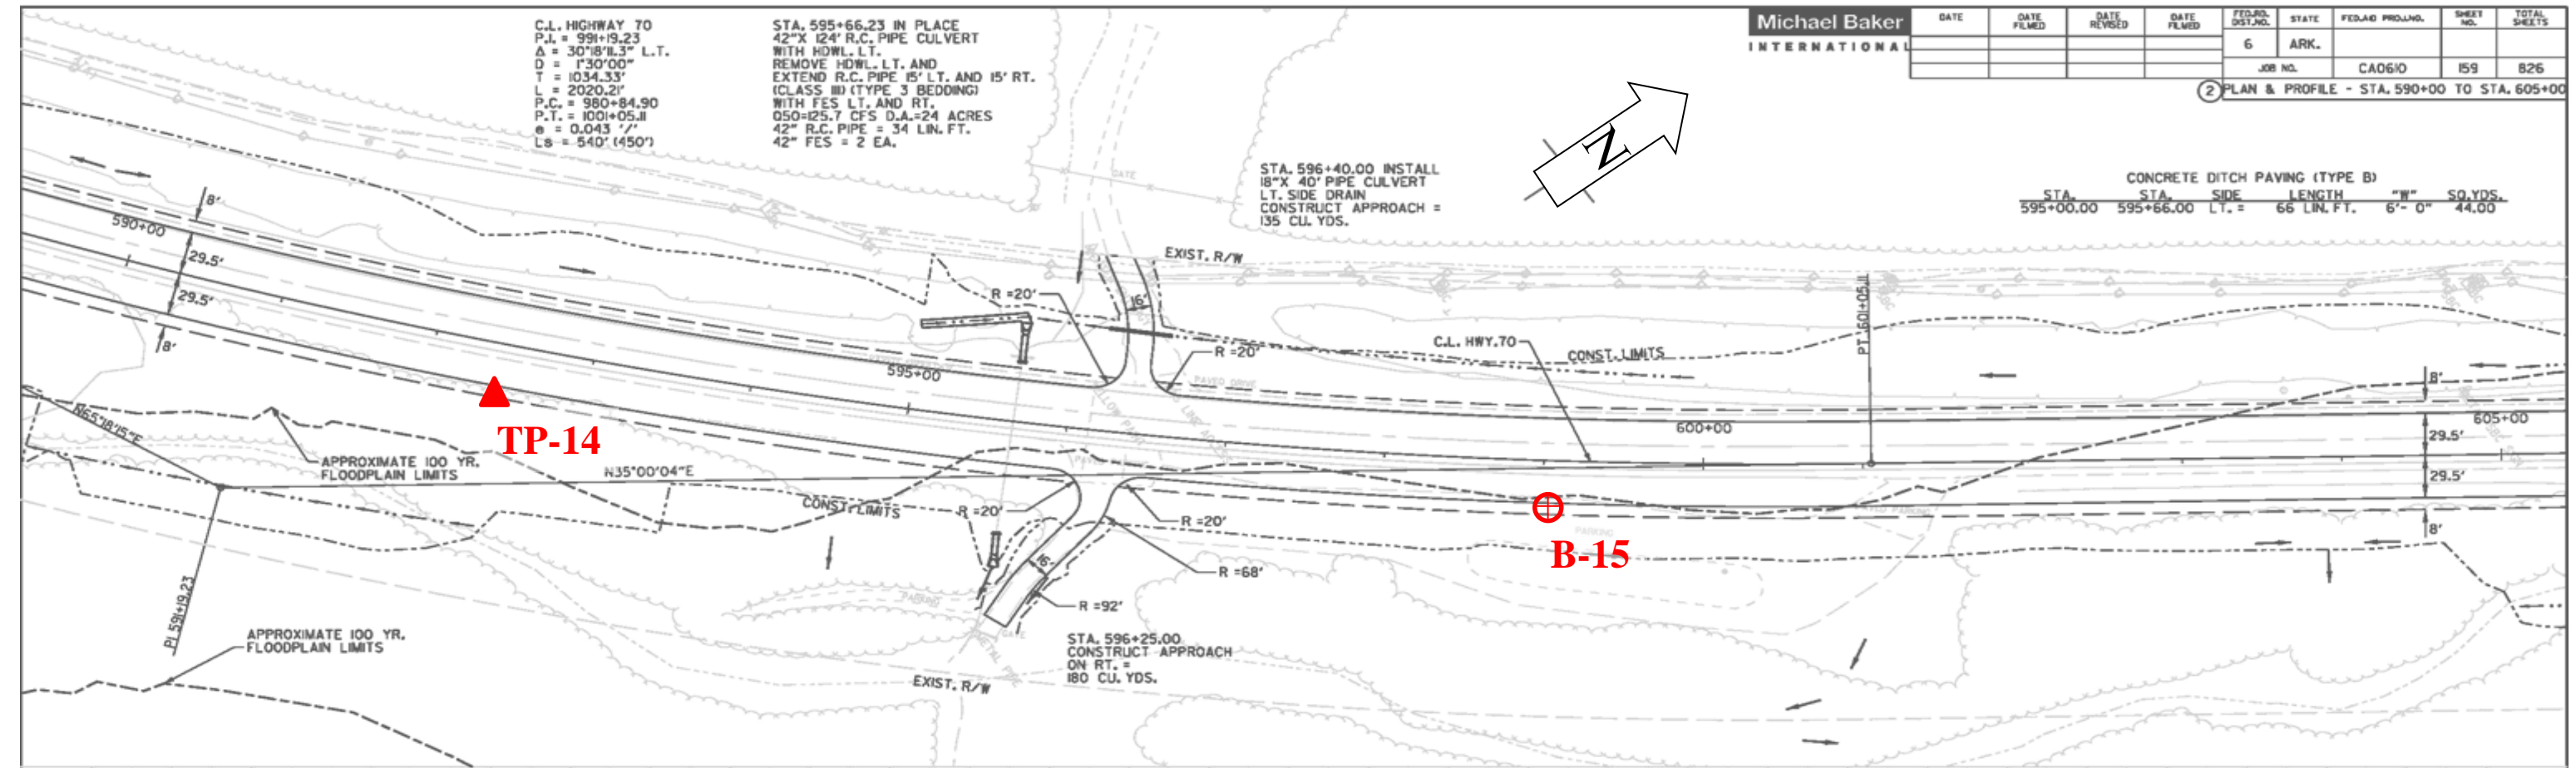 C.L. HIGHWAY 70
P.I. = 991+19.23
Δ = 30°18'11.3" L.T.
D = 1°30'00"
T = 1034.33'
L = 2020.21'
P.C. = 980+84.90
P.T. = 1001+05.11
e = 0.043 '/'
Ls = 540' (450')
STA. 595+66.23 IN PLACE
42"X 124' R.C. PIPE CULVERT
WITH HDWL. LT.
REMOVE HDWL. LT. AND
EXTEND R.C. PIPE 15' LT. AND 15' RT.
(CLASS III) (TYPE 3 BEDDING)
WITH FES LT. AND RT.
Q50=125.7 CFS D.A.=24 ACRES
42" R.C. PIPE = 34 LIN. FT.
42" FES = 2 EA.
Michael Baker
INTERNATIONAL
DATE
DATE FILMED
DATE REVISED
DATE FILMED
FED.RD. DIST.NO.
STATE
FED.AID PROJ.NO.
SHEET NO.
TOTAL SHEETS
6
ARK.
JOB NO.
CA0610
159
826
2 PLAN & PROFILE - STA. 590+00 TO STA. 605+00
N
STA. 596+40.00 INSTALL
18"X 40' PIPE CULVERT
LT. SIDE DRAIN
CONSTRUCT APPROACH =
135 CU. YDS.
CONCRETE DITCH PAVING (TYPE B)
STA. STA. SIDE LENGTH "W" SQ.YDS.
595+00.00 595+66.00 LT. = 66 LIN. FT. 6'- 0" 44.00
GATE
8'
590+00
29.5'
29.5'
8'
EXIST. R/W
R =20'
16'
R =20'
595+00
PAVED DRIVE
C.L. HWY.70
CONST. LIMITS
PT 601+05.11
600+00
8'
605+00
29.5'
29.5'
8'
TP-14
N65°18'15"E
APPROXIMATE 100 YR.
FLOODPLAIN LIMITS
N35°00'04"E
CONST. LIMITS
R =20'
R =20'
PARKING
B-15
R =68'
16'
R =92'
PARKING
GATE
PI 591+19.23
APPROXIMATE 100 YR.
FLOODPLAIN LIMITS
STA. 596+25.00
CONSTRUCT APPROACH
ON RT. =
180 CU. YDS.
EXIST. R/W